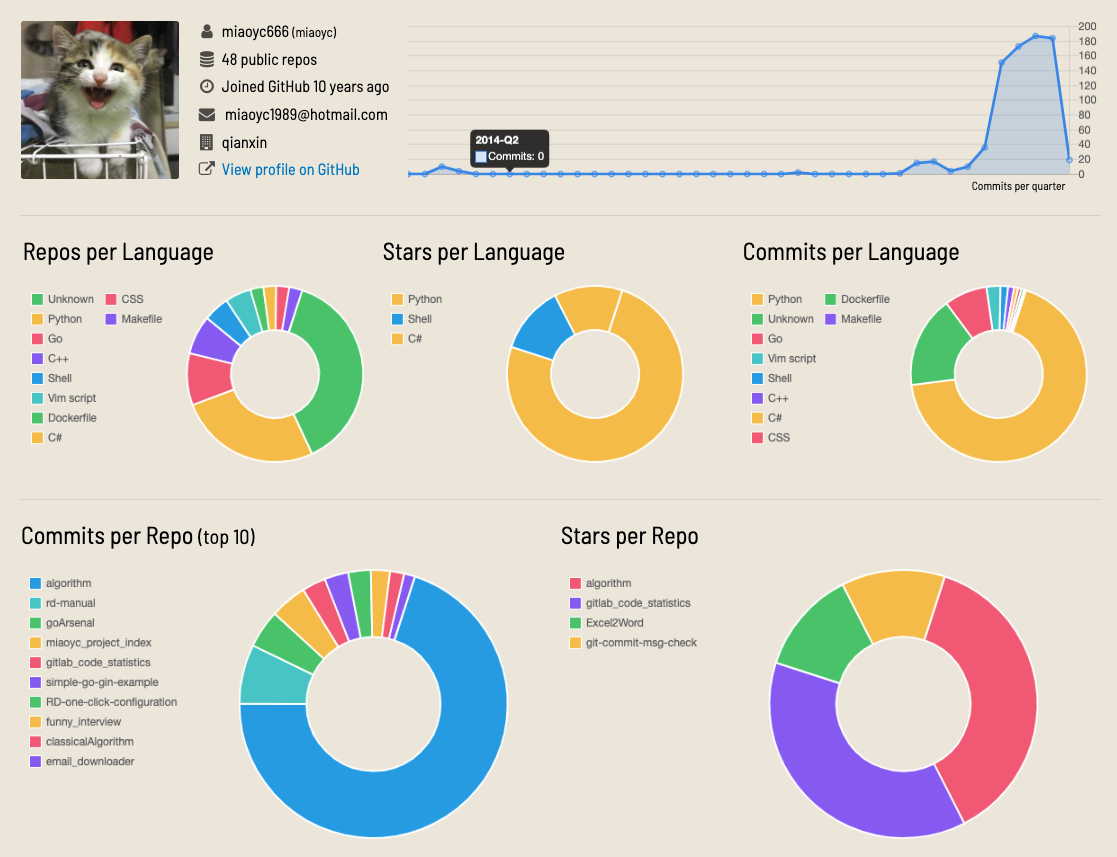 miaoyc666 (miaoyc)
48 public repos
Joined GitHub 10 years ago
miaoyc1989@hotmail.com
qianxin
View profile on GitHub
2014-Q2
Commits: 0
200
180
160
140
120
100
80
60
40
20
0
Commits per quarter
Repos per Language
Unknown
Python
Go
C++
Shell
Vim script
Dockerfile
C#
CSS
Makefile
Stars per Language
Python
Shell
C#
Commits per Language
Python
Unknown
Go
Vim script
Shell
C++
C#
CSS
Dockerfile
Makefile
Commits per Repo (top 10)
algorithm
rd-manual
goArsenal
miaoyc_project_index
gitlab_code_statistics
simple-go-gin-example
RD-one-click-configuration
funny_interview
classicalAlgorithm
email_downloader
Stars per Repo
algorithm
gitlab_code_statistics
Excel2Word
git-commit-msg-check